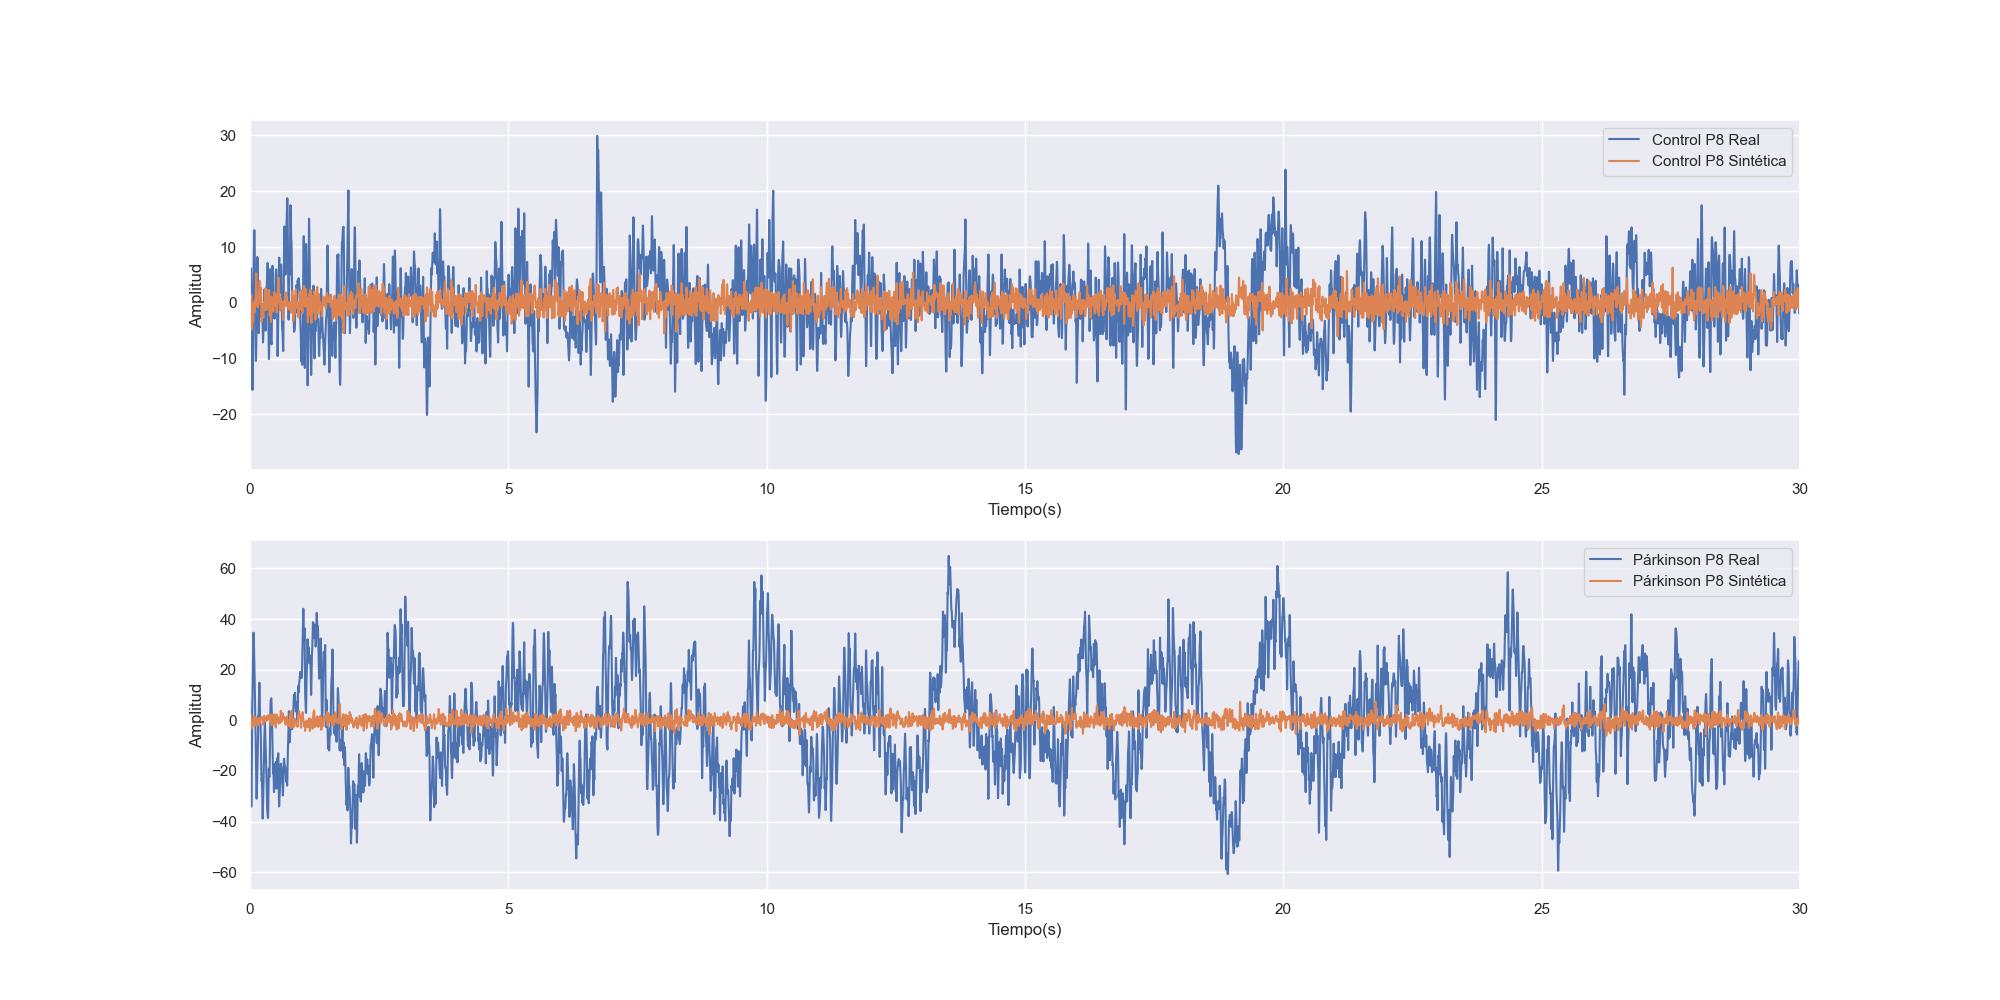 30
20
10
0
−10
−20
Amplitud
Control P8 Real
Control P8 Sintética
0 5 10 15 20 25 30
Tiempo(s)
60
40
20
0
−20
−40
−60
Amplitud
Párkinson P8 Real
Párkinson P8 Sintética
0 5 10 15 20 25 30
Tiempo(s)